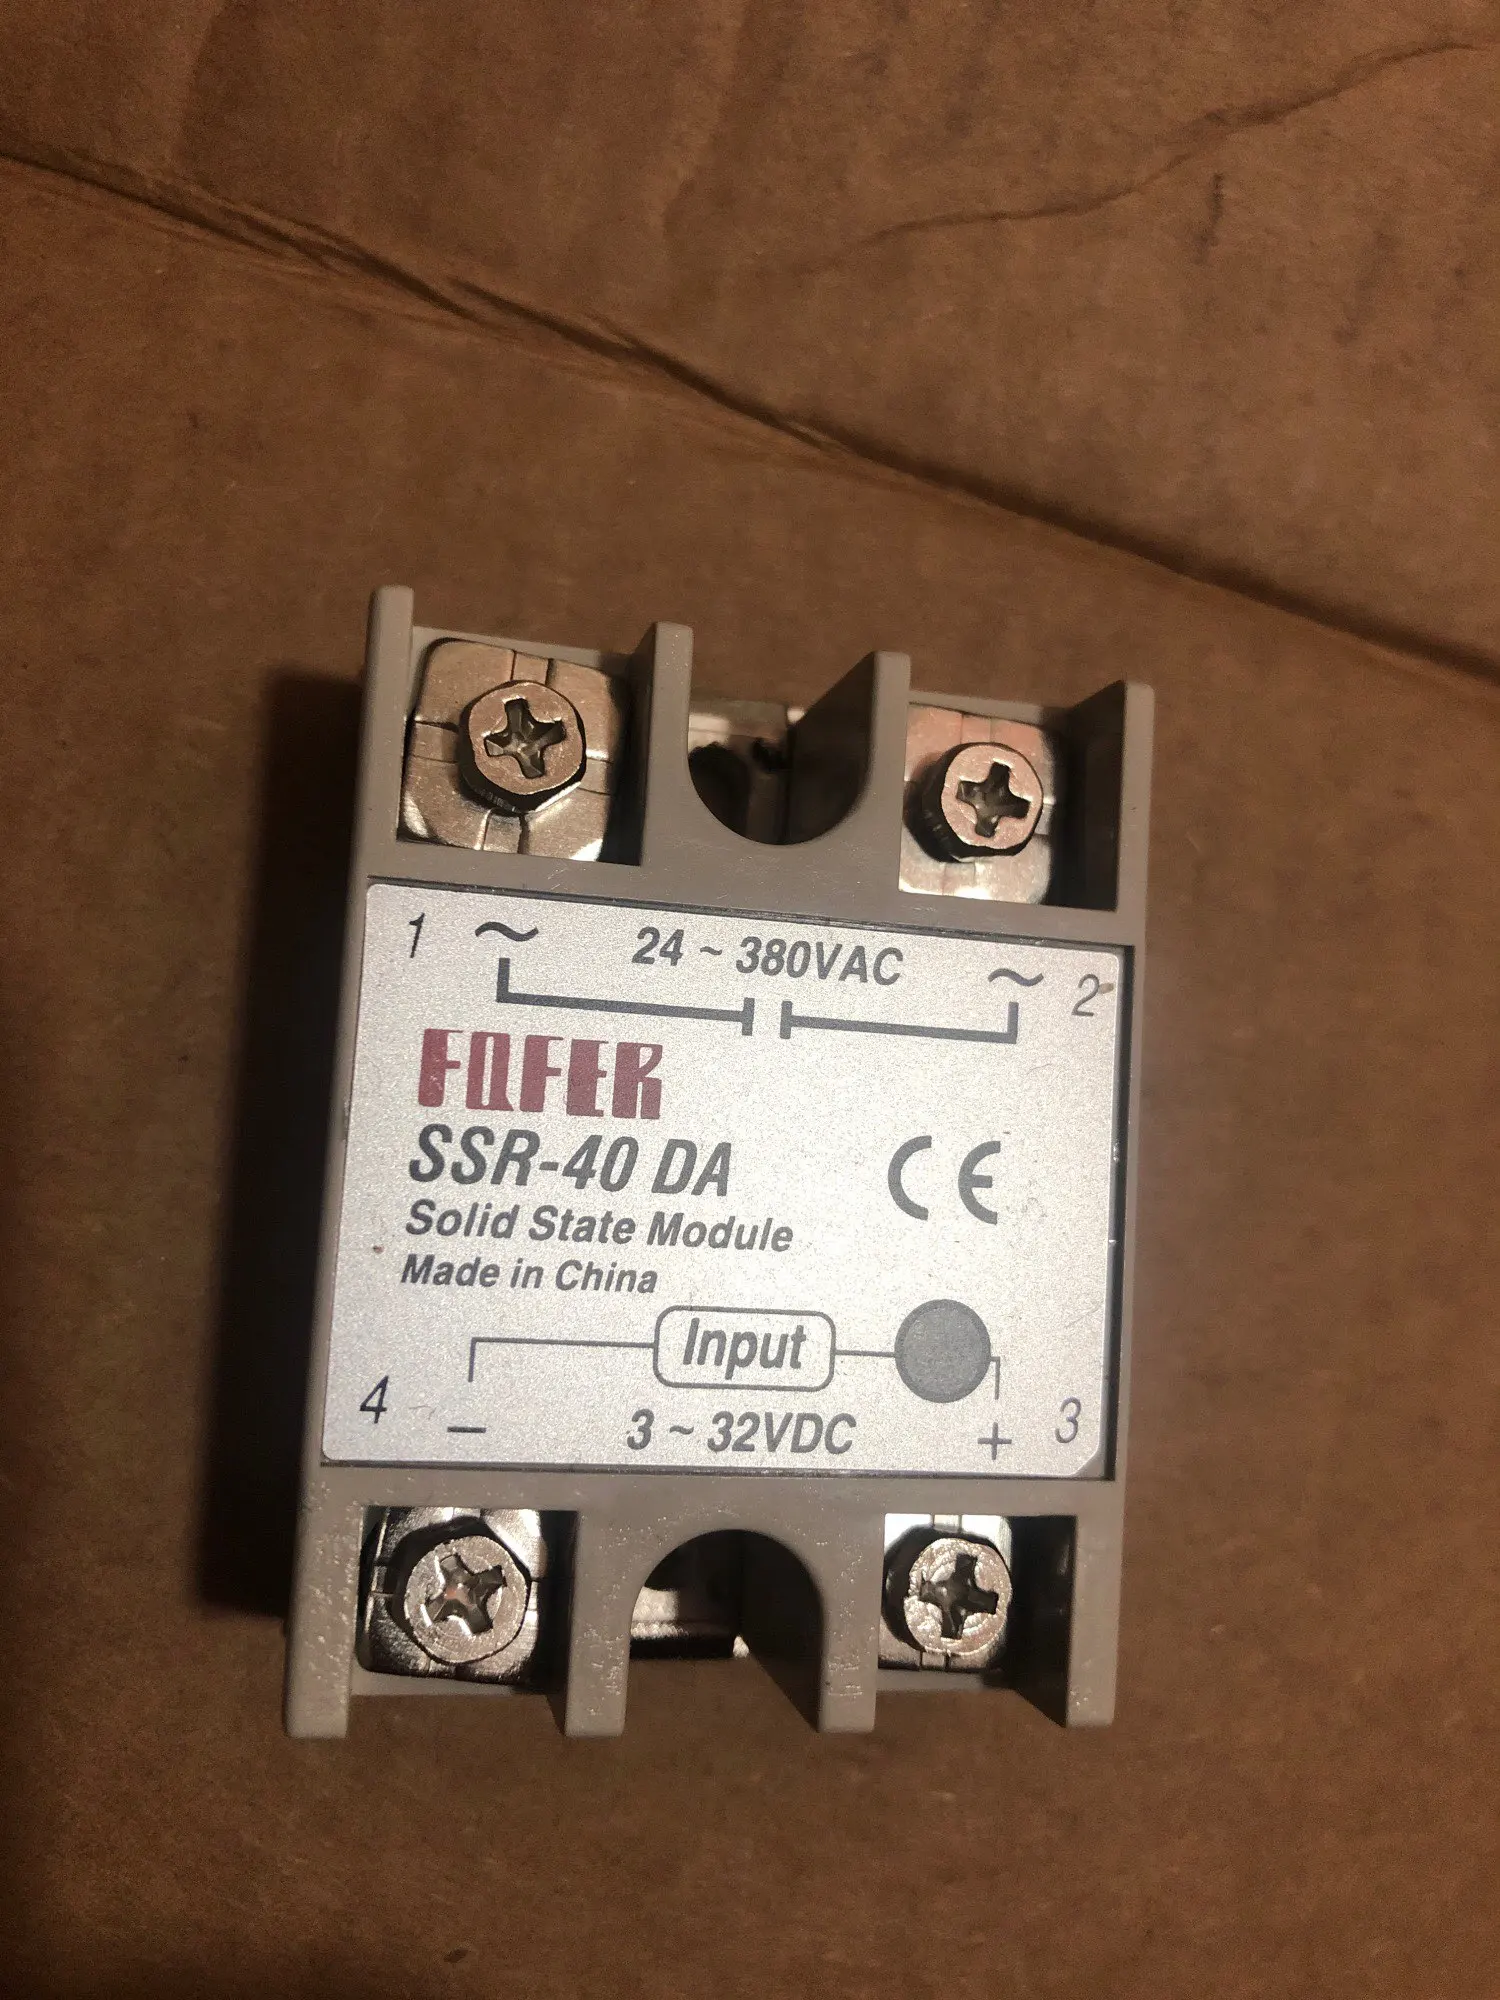 1 ~ 24 ~ 380VAC ~ 2
FQFER
SSR-40 DA
CE
Solid State Module
Made in China
Input
4 − 3 ~ 32VDC + 3